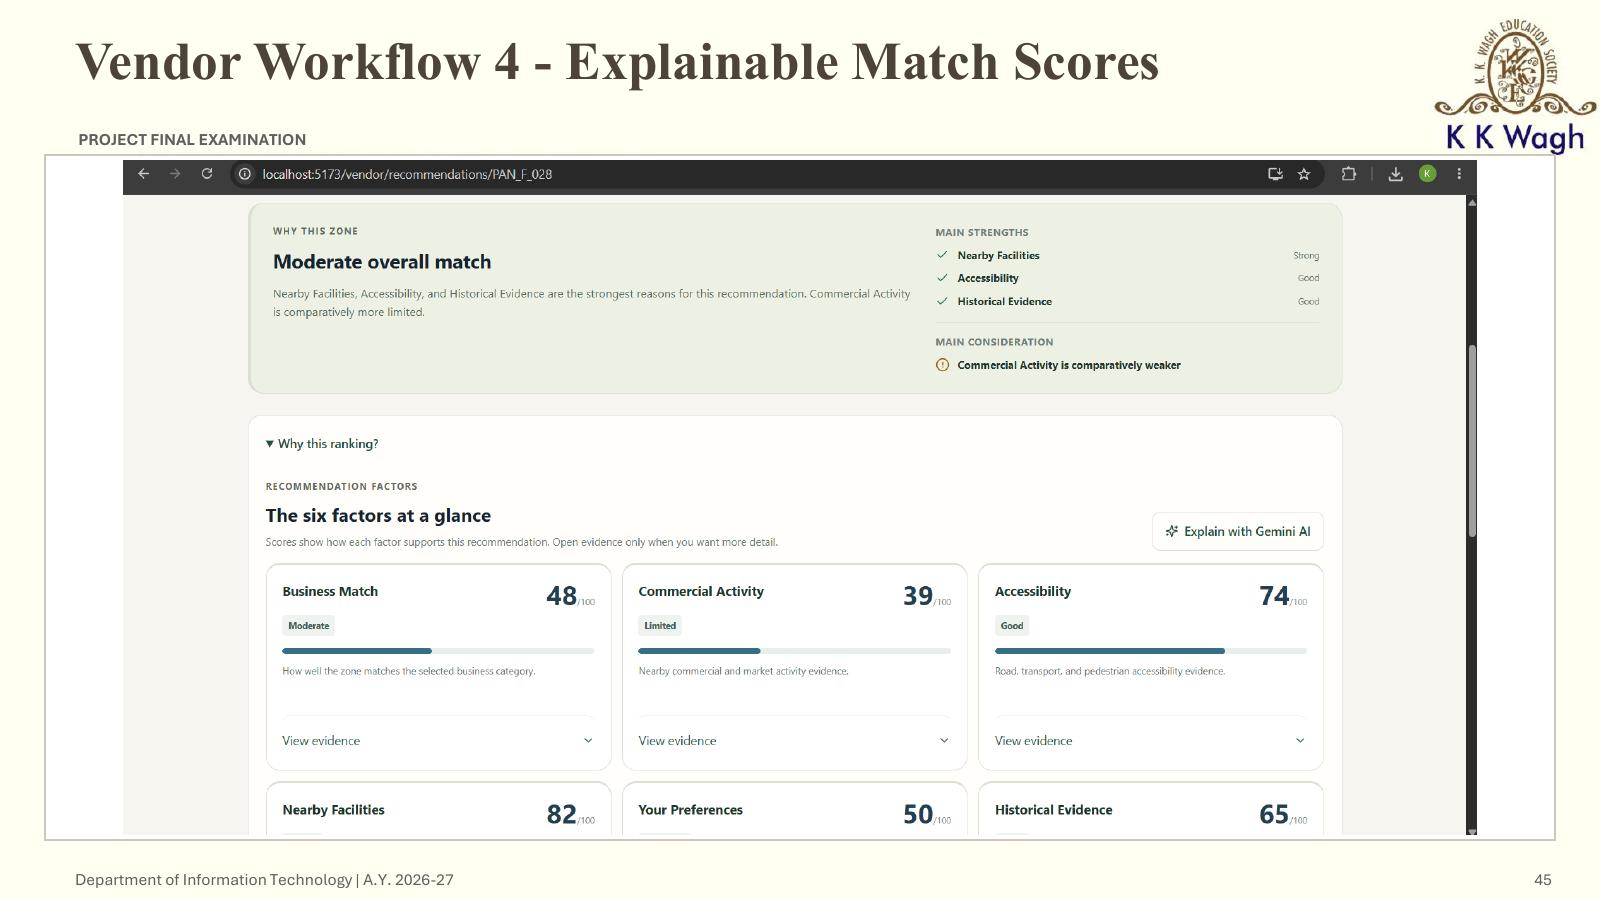 Vendor Workflow 4 - Explainable Match Scores
K. K. WAGH EDUCATION SOCIETY
K K Wagh
PROJECT FINAL EXAMINATION
localhost:5173/vendor/recommendations/PAN_F_028
K
WHY THIS ZONE
Moderate overall match
Nearby Facilities, Accessibility, and Historical Evidence are the strongest reasons for this recommendation. Commercial Activity
is comparatively more limited.
MAIN STRENGTHS
Nearby Facilities Strong
Accessibility Good
Historical Evidence Good
MAIN CONSIDERATION
Commercial Activity is comparatively weaker
▼ Why this ranking?
RECOMMENDATION FACTORS
The six factors at a glance
Scores show how each factor supports this recommendation. Open evidence only when you want more detail.
Explain with Gemini AI
Business Match 48/100
Moderate
How well the zone matches the selected business category.
View evidence
Commercial Activity 39/100
Limited
Nearby commercial and market activity evidence.
View evidence
Accessibility 74/100
Good
Road, transport, and pedestrian accessibility evidence.
View evidence
Nearby Facilities 82/100
Your Preferences 50/100
Historical Evidence 65/100
Department of Information Technology | A.Y. 2026-27
45